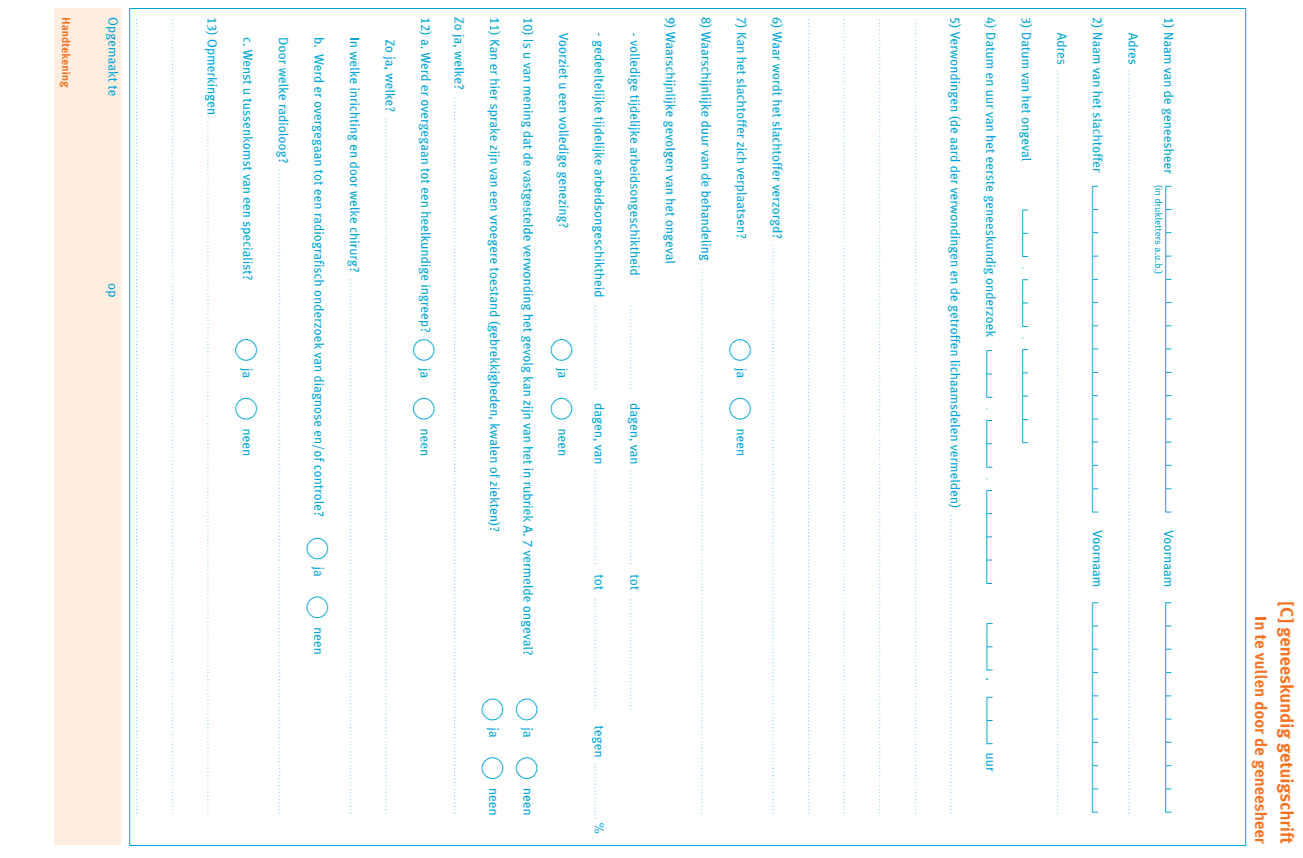 [C] geneeskundig getuigschrift
In te vullen door de geneesheer
1) Naam van de geneesheer Voornaam
(in drukletters a.u.b.)
Adres
2) Naam van het slachtoffer Voornaam
Adres
3) Datum van het ongeval . .
4) Datum en uur van het eerste geneeskundig onderzoek . . . uur
5) Verwondingen (de aard der verwondingen en de getroffen lichaamsdelen vermelden)
6) Waar wordt het slachtoffer verzorgd?
7) Kan het slachtoffer zich verplaatsen? ja neen
8) Waarschijnlijke duur van de behandeling
9) Waarschijnlijke gevolgen van het ongeval
- volledige tijdelijke arbeidsongeschiktheid dagen, van tot
- gedeeltelijke tijdelijke arbeidsongeschiktheid dagen, van tot tegen %
Voorziet u een volledige genezing? ja neen
10) Is u van mening dat de vastgestelde verwonding het gevolg kan zijn van het in rubriek A. 7 vermelde ongeval? ja neen
11) Kan er hier sprake zijn van een vroegere toestand (gebrekkigheden, kwalen of ziekten)? ja neen
Zo ja, welke?
12) a. Werd er overgegaan tot een heelkundige ingreep? ja neen
Zo ja, welke?
In welke inrichting en door welke chirurg?
b. Werd er overgegaan tot een radiografisch onderzoek van diagnose en/of controle? ja neen
Door welke radioloog?
c. Wenst u tussenkomst van een specialist? ja neen
13) Opmerkingen
Opgemaakt te op
Handtekening